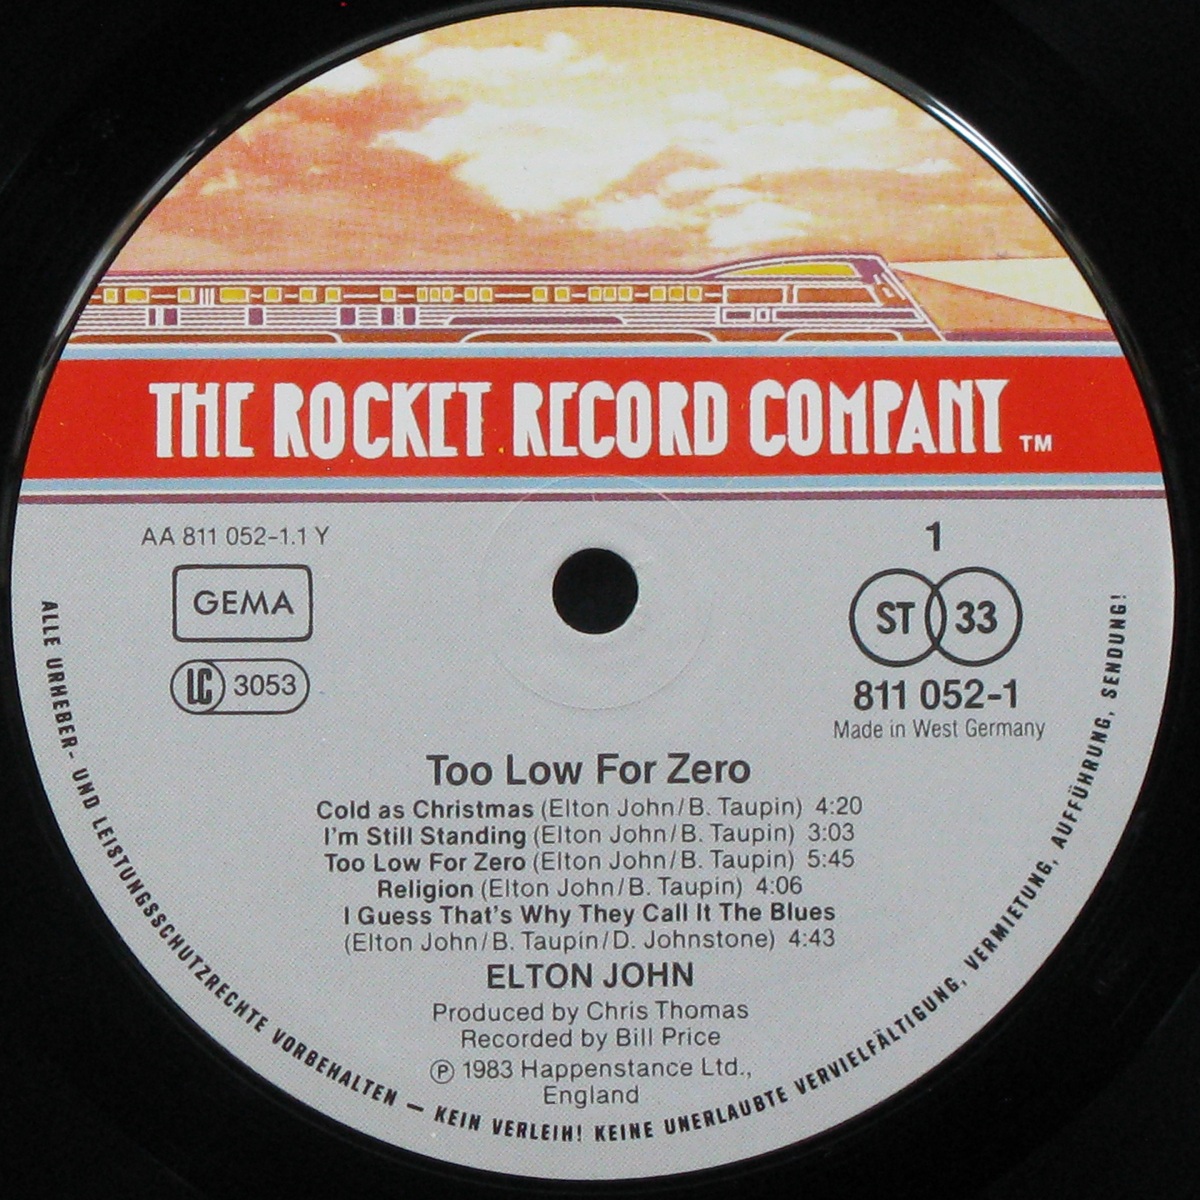 THE ROCKET RECORD COMPANY TM
AA 811 052-1.1 Y
GEMA
LC 3053
1
ST 33
811 052-1
Made in West Germany
Too Low For Zero
Cold as Christmas (Elton John/B. Taupin) 4:20
I'm Still Standing (Elton John/B. Taupin) 3:03
Too Low For Zero (Elton John/B. Taupin) 5:45
Religion (Elton John/B. Taupin) 4:06
I Guess That's Why They Call It The Blues
(Elton John/B. Taupin/D. Johnstone) 4:43
ELTON JOHN
Produced by Chris Thomas
Recorded by Bill Price
℗ 1983 Happenstance Ltd.,
England
ALLE URHEBER- UND LEISTUNGSSCHUTZRECHTE VORBEHALTEN – KEIN VERLEIH! KEINE UNERLAUBTE VERVIELFÄLTIGUNG, VERMIETUNG, AUFFÜHRUNG, SENDUNG!